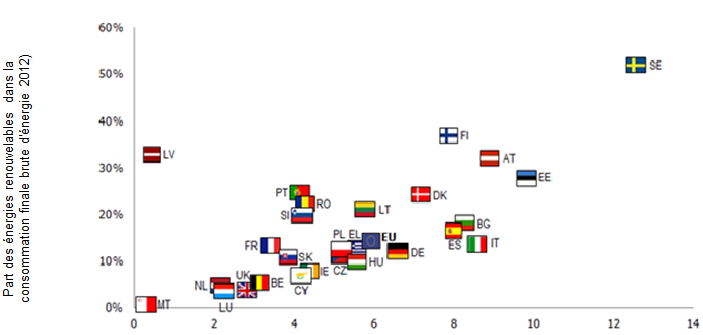 Part des énergies renouvelables dans la
consommation finale brute d'énergie 2012)
60%
50%
SE
40%
FI
LV
AT
30%
EE
PT
DK
RO
LT
20%
SI
BG
PL EL EU
ES
IT
FR
DE
10%
SK
HU
IE CZ
UK
NL
BE
CY
0%
MT
LU
0 2 4 6 8 10 12 14